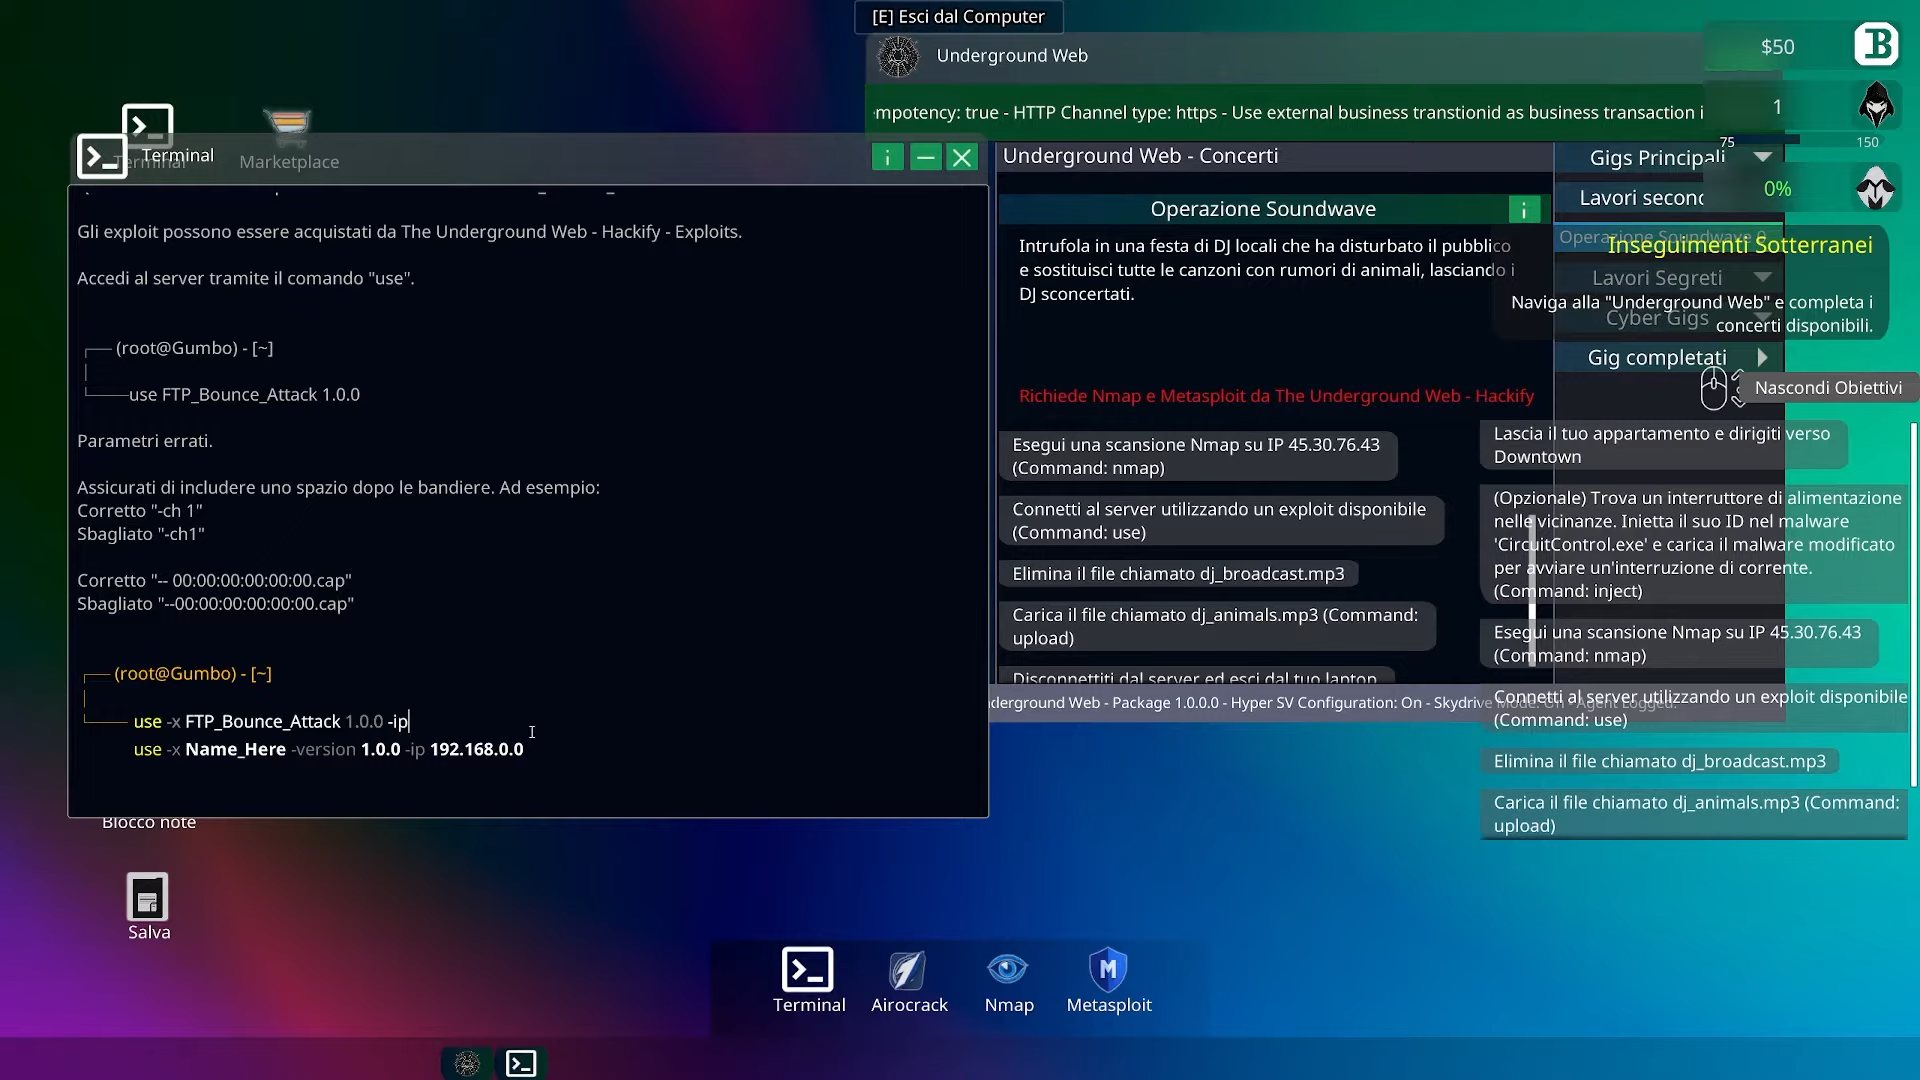 [E] Esci dal Computer
Underground Web
$50
mpotency: true - HTTP Channel type: https - Use external business transtionid as business transaction i
1
75
150
Terminal
Terminal
Marketplace
Underground Web - Concerti
Gigs Principali
0%
Lavori secon
Operazione Soundwave
Operazione Soundwave
Inseguimenti Sotterranei
Gli exploit possono essere acquistati da The Underground Web - Hackify - Exploits.
Accedi al server tramite il comando "use".
(root@Gumbo) - [~]
use FTP_Bounce_Attack 1.0.0
Parametri errati.
Assicurati di includere uno spazio dopo le bandiere. Ad esempio:
Corretto "-ch 1"
Sbagliato "-ch1"
Corretto "-- 00:00:00:00:00:00.cap"
Sbagliato "--00:00:00:00:00:00.cap"
(root@Gumbo) - [~]
use -x FTP_Bounce_Attack 1.0.0 -ip
use -x Name_Here -version 1.0.0 -ip 192.168.0.0
Intrufola in una festa di DJ locali che ha disturbato il pubblico
e sostituisci tutte le canzoni con rumori di animali, lasciando i
DJ sconcertati.
Richiede Nmap e Metasploit da The Underground Web - Hackify
Esegui una scansione Nmap su IP 45.30.76.43
(Command: nmap)
Connetti al server utilizzando un exploit disponibile
(Command: use)
Elimina il file chiamato dj_broadcast.mp3
Carica il file chiamato dj_animals.mp3 (Command:
upload)
Disconnettiti dal server ed esci dal tuo laptop
Lavori Segreti
Naviga alla "Underground Web" e completa i
concerti disponibili.
Cyber Gigs
Gig completati
Nascondi Obiettivi
Lascia il tuo appartamento e dirigiti verso
Downtown
(Opzionale) Trova un interruttore di alimentazione
nelle vicinanze. Inietta il suo ID nel malware
'CircuitControl.exe' e carica il malware modificato
per avviare un'interruzione di corrente.
(Command: inject)
Esegui una scansione Nmap su IP 45.30.76.43
(Command: nmap)
Connetti al server utilizzando un exploit disponibile
(Command: use)
Elimina il file chiamato dj_broadcast.mp3
Carica il file chiamato dj_animals.mp3 (Command:
upload)
derground Web - Package 1.0.0.0 - Hyper SV Configuration: On - Skydrive Mode: On - Agent Logged.
Blocco note
Salva
Terminal
Airocrack
Nmap
Metasploit